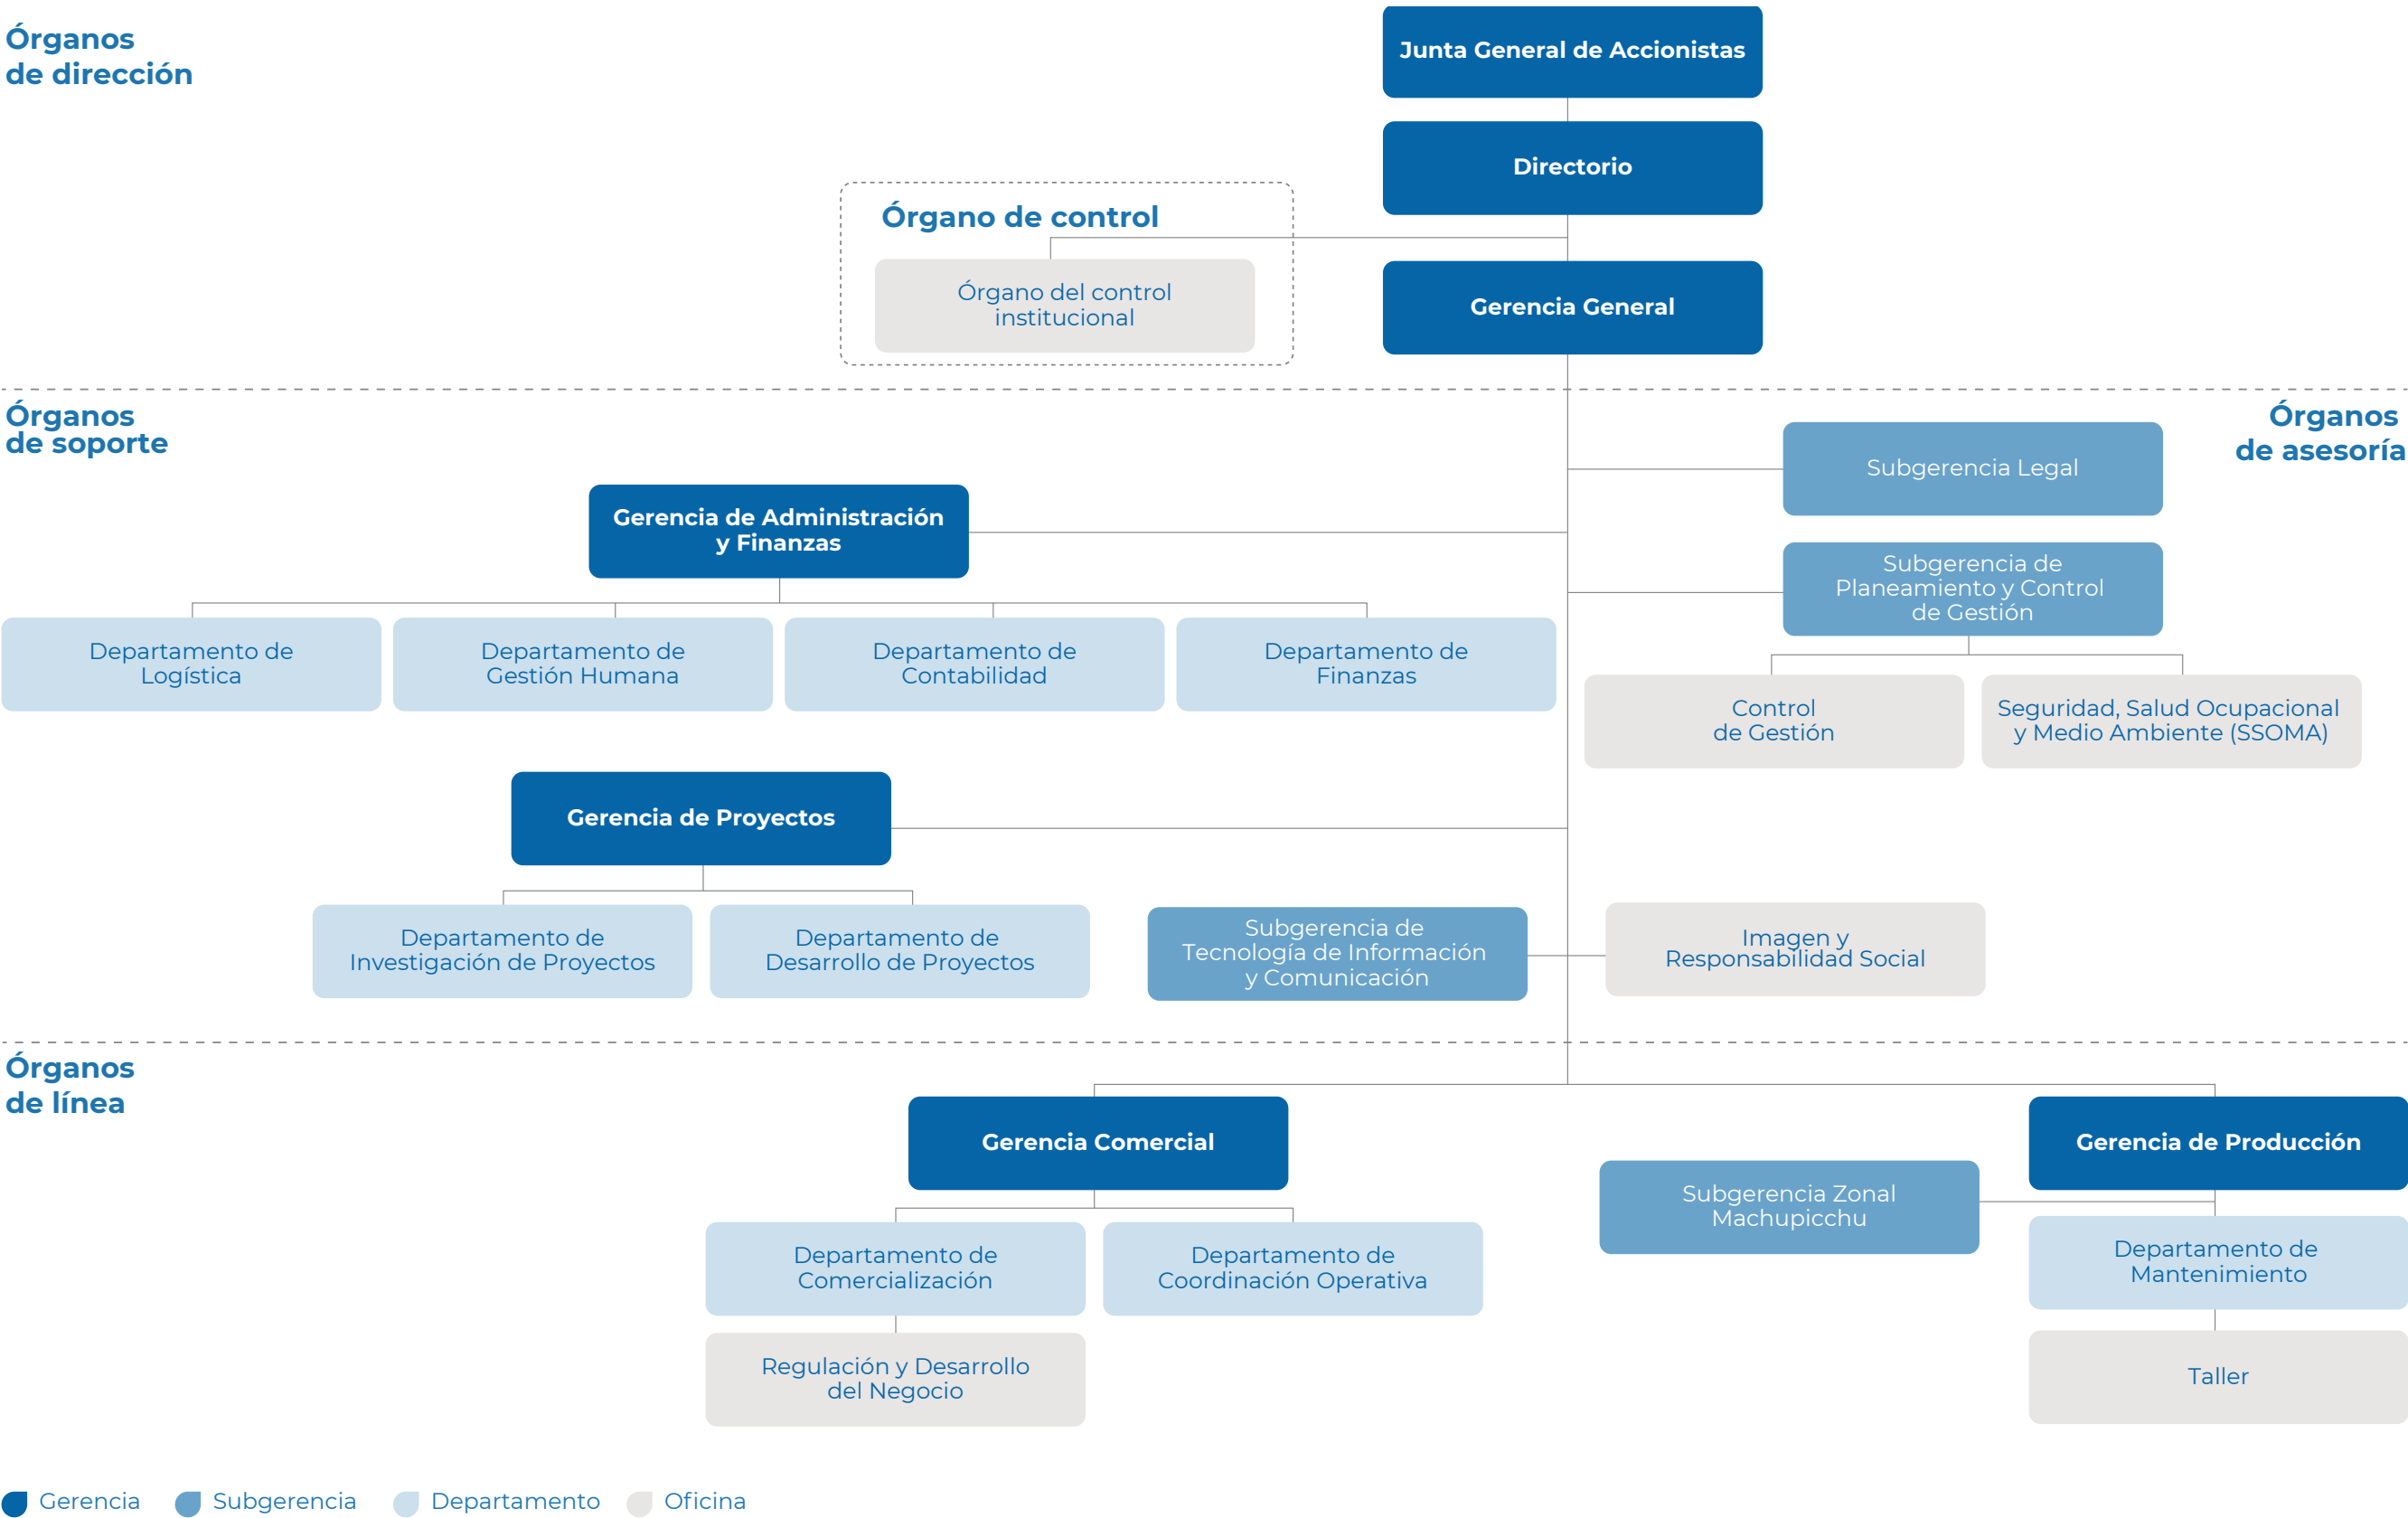 Órganos
de dirección
Junta General de Accionistas
Directorio
Órgano de control
Órgano del control
institucional
Gerencia General
Órganos
de soporte
Órganos
de asesoría
Subgerencia Legal
Gerencia de Administración
y Finanzas
Subgerencia de
Planeamiento y Control
de Gestión
Departamento de
Logística
Departamento de
Gestión Humana
Departamento de
Contabilidad
Departamento de
Finanzas
Control
de Gestión
Seguridad, Salud Ocupacional
y Medio Ambiente (SSOMA)
Gerencia de Proyectos
Departamento de
Investigación de Proyectos
Departamento de
Desarrollo de Proyectos
Subgerencia de
Tecnología de Información
y Comunicación
Imagen y
Responsabilidad Social
Órganos
de línea
Gerencia Comercial
Gerencia de Producción
Subgerencia Zonal
Machupicchu
Departamento de
Comercialización
Departamento de
Coordinación Operativa
Departamento de
Mantenimiento
Regulación y Desarrollo
del Negocio
Taller
Gerencia
Subgerencia
Departamento
Oficina